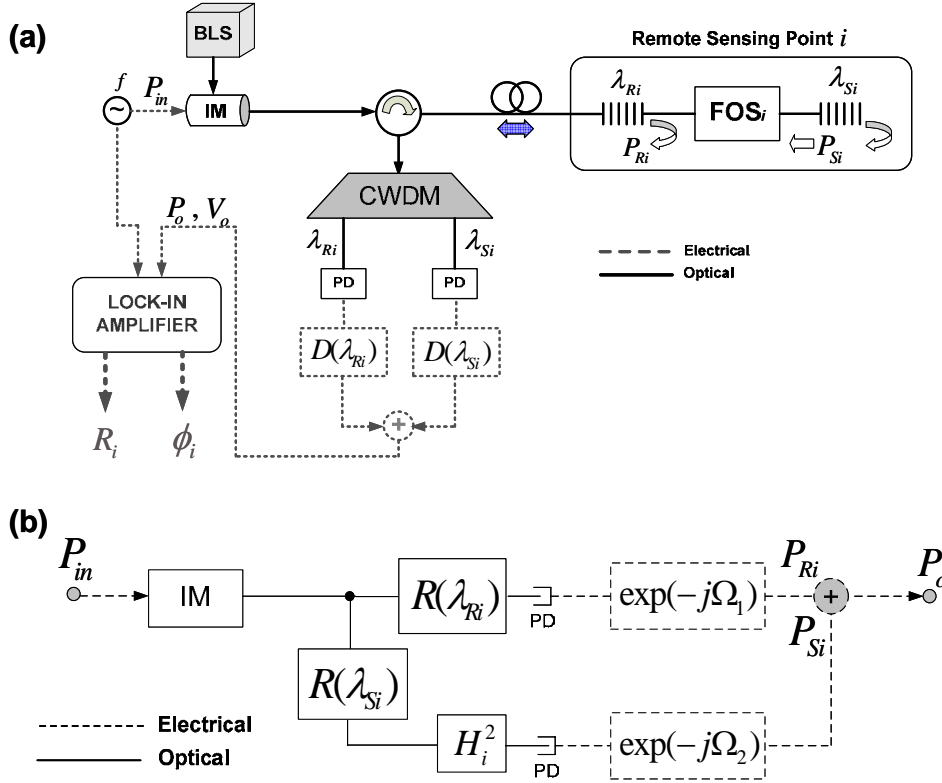 (a)
BLS
Remote Sensing Point i
f
P_in
IM
λ_Ri
λ_Si
FOS_i
P_Ri
P_Si
CWDM
P_o , V_o
λ_Ri
λ_Si
PD
PD
Electrical
Optical
LOCK-IN
AMPLIFIER
D(λ_Ri)
D(λ_Si)
+
R_i
ϕ_i
(b)
P_in
IM
R(λ_Ri)
PD
exp(-jΩ_1)
P_Ri
+
P_o
P_Si
R(λ_Si)
H_i^2
PD
exp(-jΩ_2)
Electrical
Optical